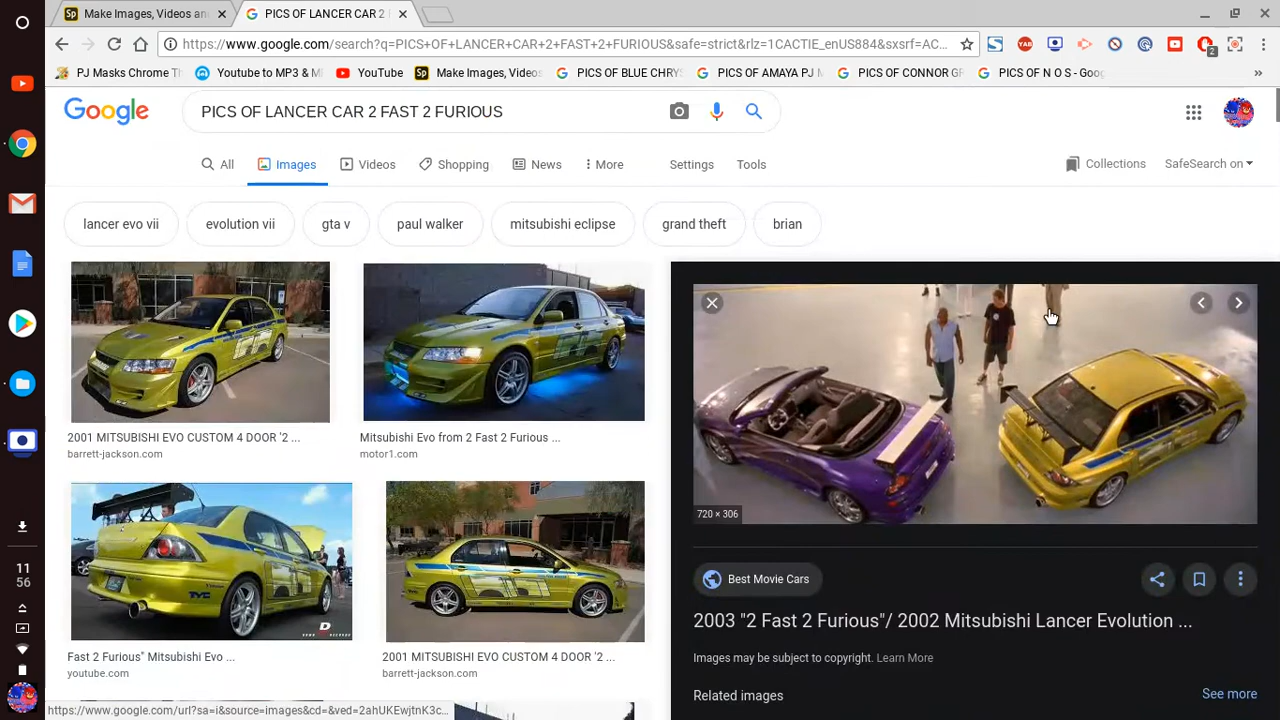 Make Images, Videos an
PICS OF LANCER CAR 2 F
https://www.google.com/search?q=PICS+OF+LANCER+CAR+2+FAST+2+FURIOUS&safe=strict&rlz=1CACTIE_enUS884&sxsrf=AC...
2
PJ Masks Chrome Th
Youtube to MP3 & M
YouTube
Make Images, Videos
PICS OF BLUE CHRYS
PICS OF AMAYA PJ M
PICS OF CONNOR GR
PICS OF N O S - Goog
»
Google
PICS OF LANCER CAR 2 FAST 2 FURIOUS
All
Images
Videos
Shopping
News
More
Settings
Tools
Collections
SafeSearch on
lancer evo vii
evolution vii
gta v
paul walker
mitsubishi eclipse
grand theft
brian
720 × 306
2001 MITSUBISHI EVO CUSTOM 4 DOOR '2 ...
barrett-jackson.com
Mitsubishi Evo from 2 Fast 2 Furious ...
motor1.com
Best Movie Cars
2003 "2 Fast 2 Furious"/ 2002 Mitsubishi Lancer Evolution ...
Images may be subject to copyright. Learn More
Related images
See more
Fast 2 Furious" Mitsubishi Evo ...
youtube.com
2001 MITSUBISHI EVO CUSTOM 4 DOOR '2 ...
barrett-jackson.com
11
56
https://www.google.com/url?sa=i&source=images&cd=&ved=2ahUKEwjtnK3c...